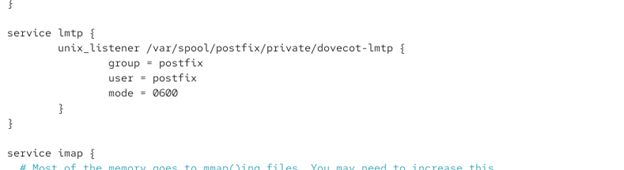 }
service lmtp {
unix_listener /var/spool/postfix/private/dovecot-lmtp {
group = postfix
user = postfix
mode = 0600
}
}
service imap {
# Most of the memory goes to mmap()ing files. You may need to increase this